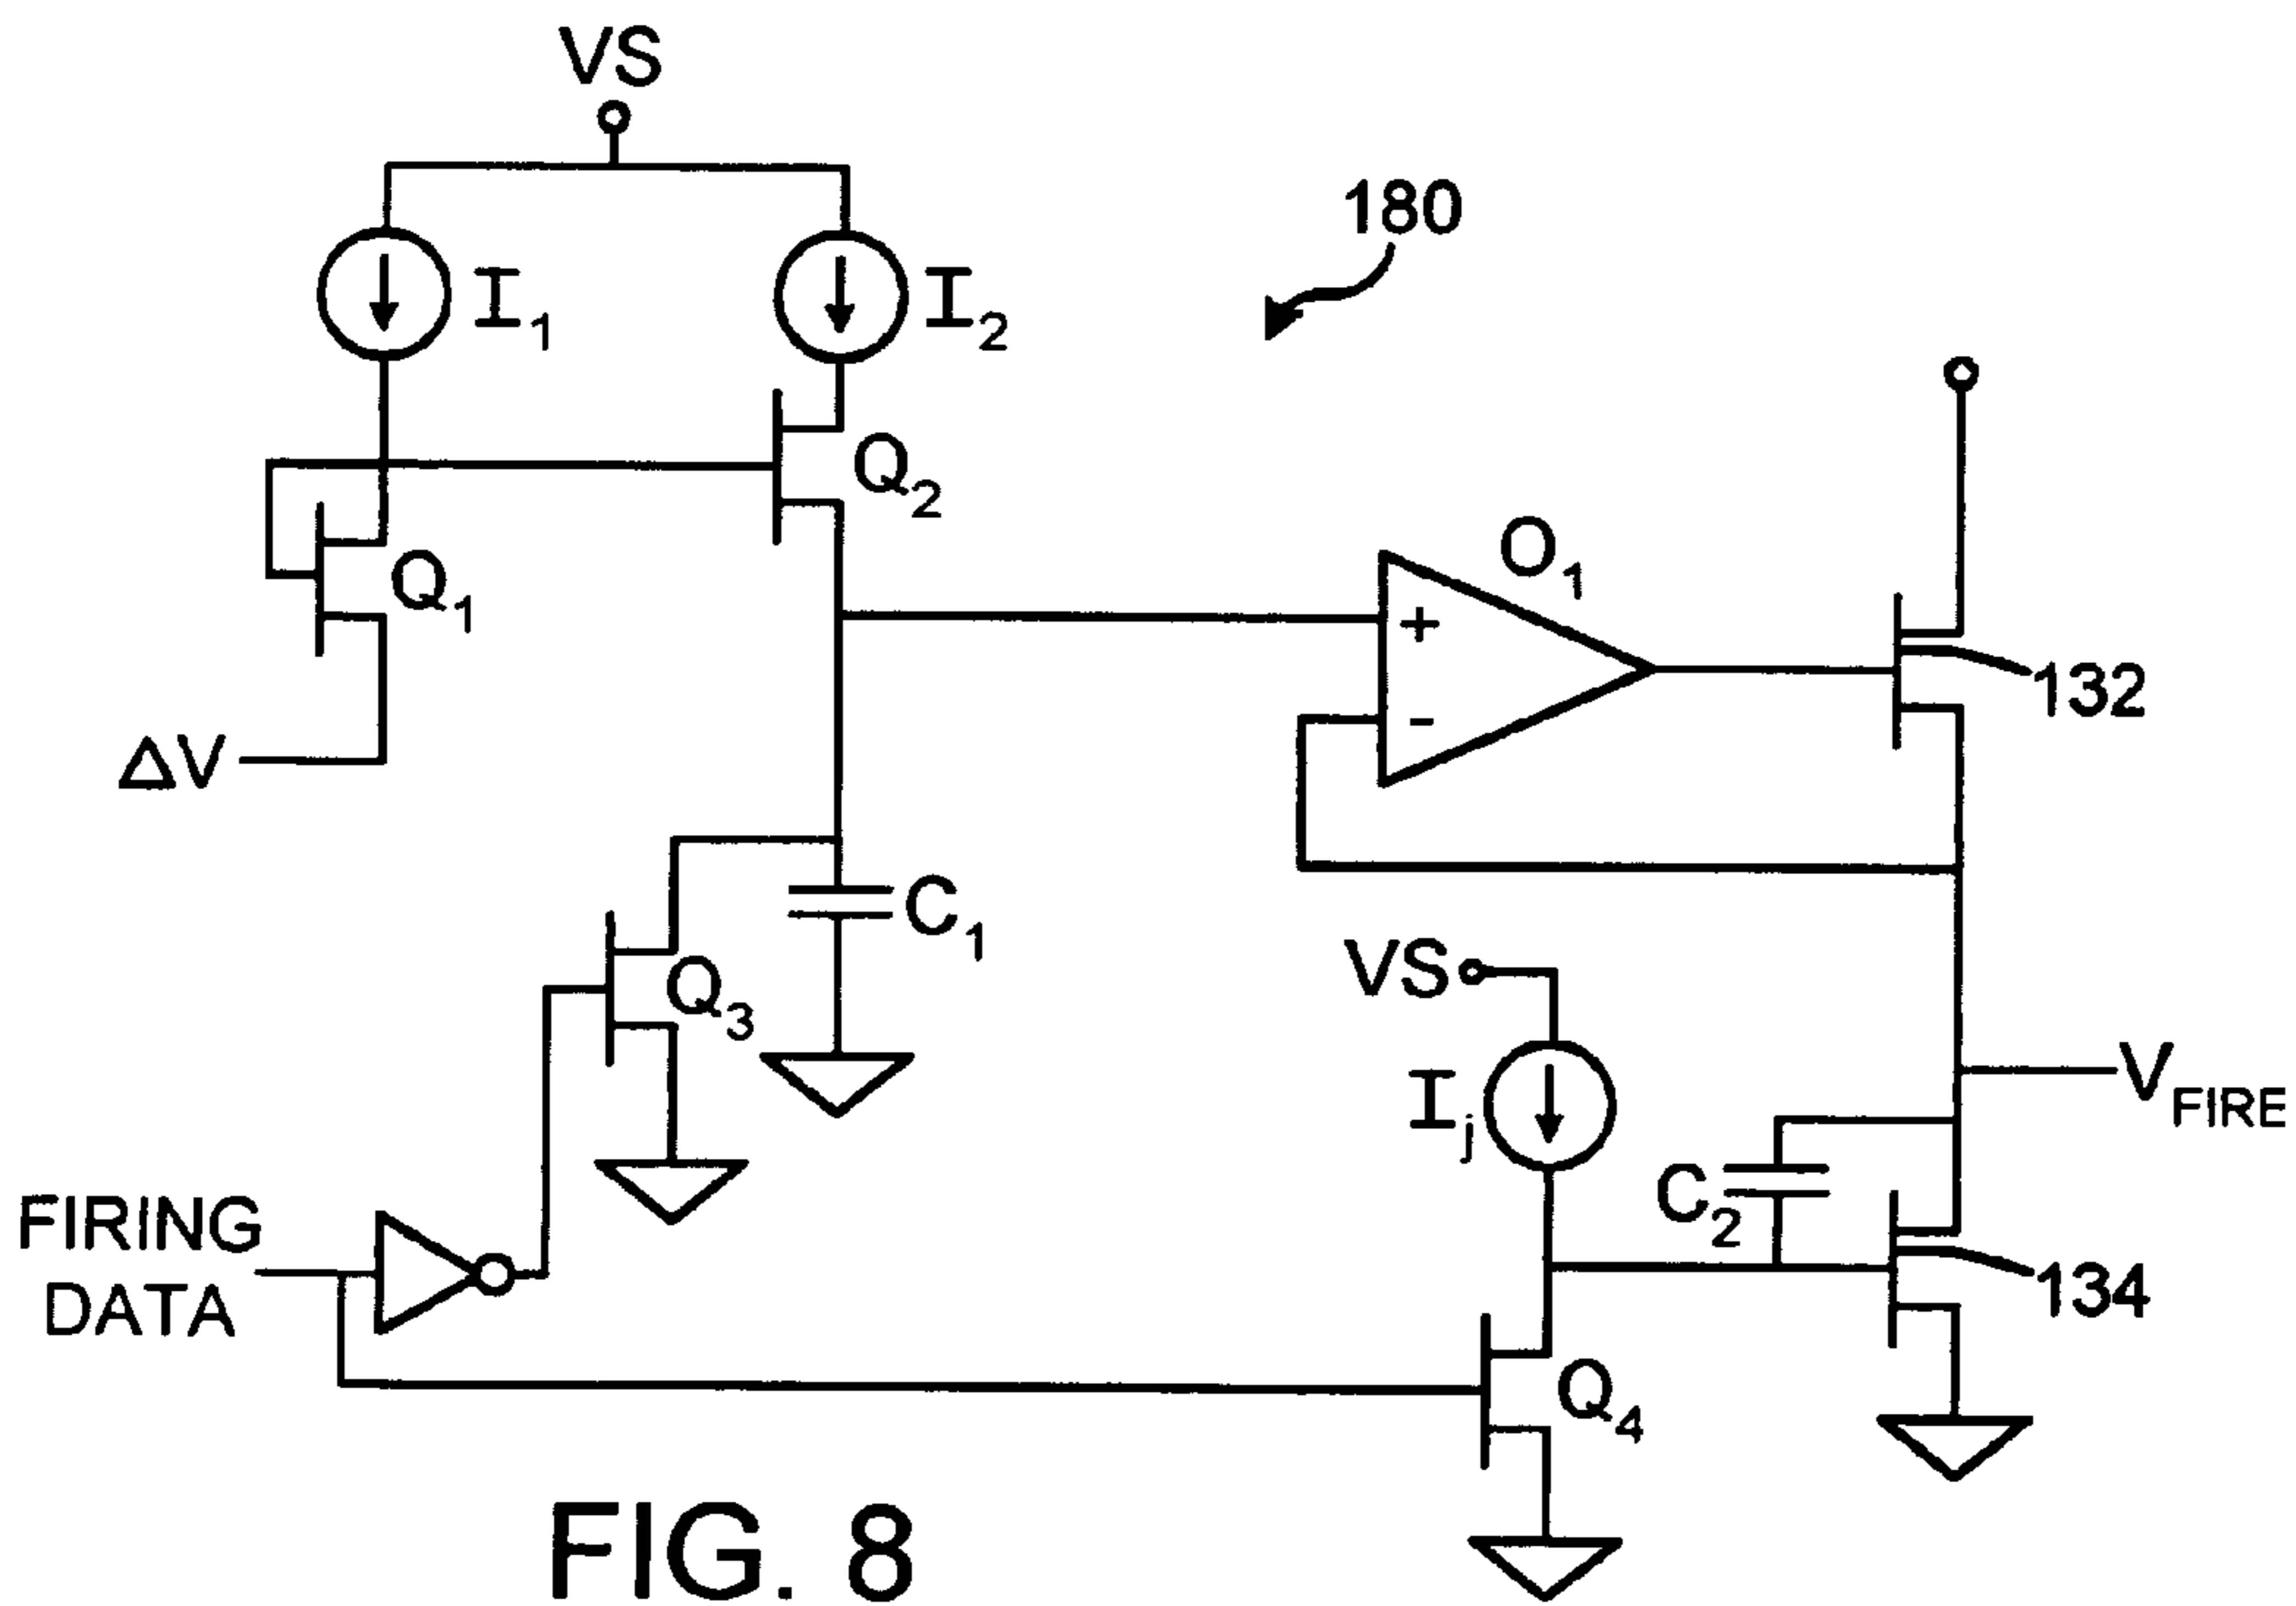 VS
180
I1
I2
Q2
Q1
O1
+
-
132
ΔV
C1
Q3
VS
Ij
VFIRE
C2
FIRING
DATA
134
Q4
FIG. 8